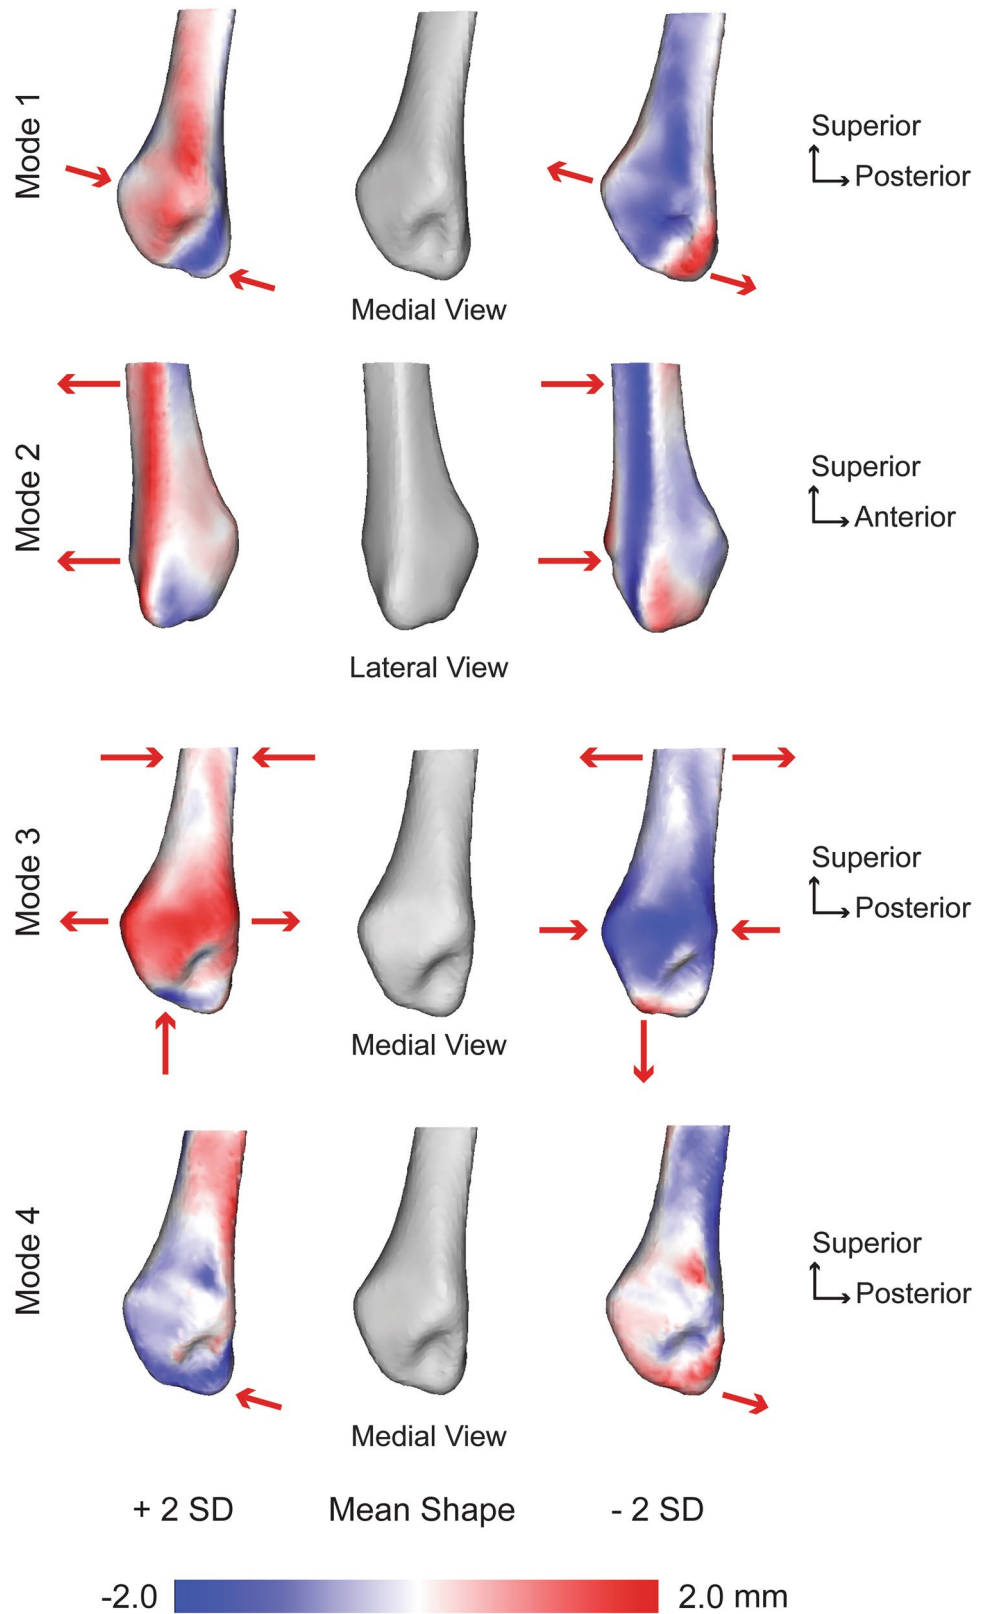 Mode 1
Superior
Posterior
Medial View
Mode 2
Superior
Anterior
Lateral View
Mode 3
Superior
Posterior
Medial View
Mode 4
Superior
Posterior
Medial View
+ 2 SD
Mean Shape
- 2 SD
-2.0
2.0 mm